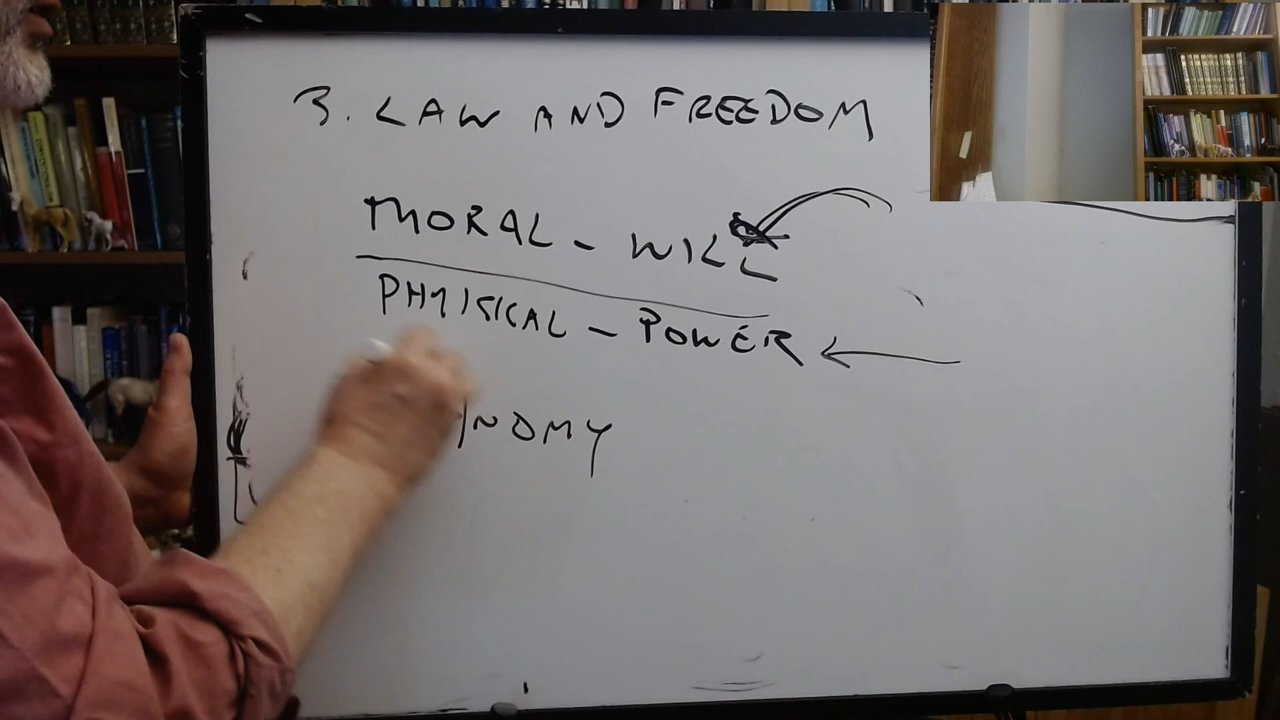 3. LAW AND FREEDOM
MORAL - WILL
PHYSICAL - POWER